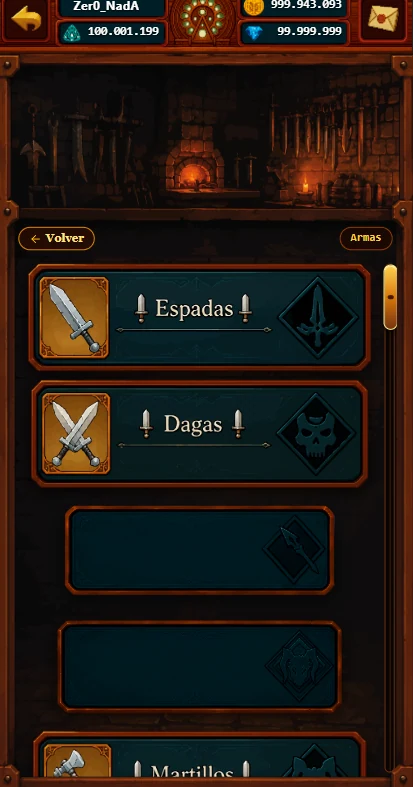 Zer0_NadA
999.943.093
100.001.199
99.999.999
← Volver
Armas
Espadas
Dagas
Martillos